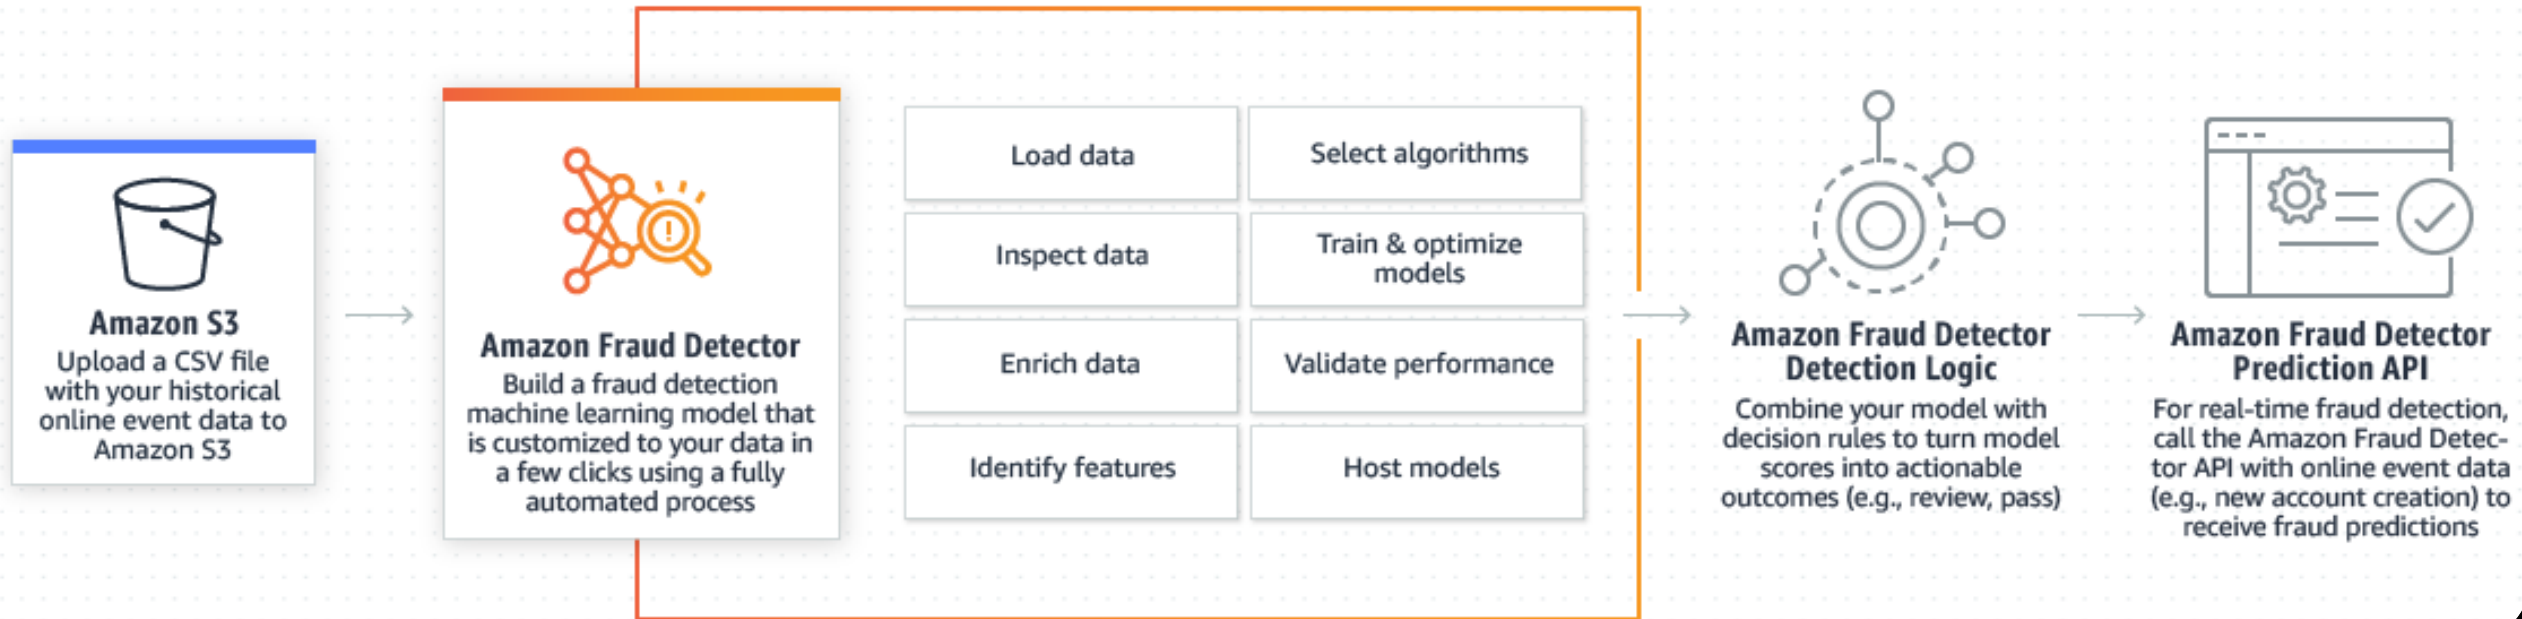 Amazon S3
Upload a CSV file
with your historical
online event data to
Amazon S3
Amazon Fraud Detector
Build a fraud detection
machine learning model that
is customized to your data in
a few clicks using a fully
automated process
Load data
Select algorithms
Inspect data
Train & optimize
models
Enrich data
Validate performance
Identify features
Host models
Amazon Fraud Detector
Detection Logic
Combine your model with
decision rules to turn model
scores into actionable
outcomes (e.g., review, pass)
Amazon Fraud Detector
Prediction API
For real-time fraud detection,
call the Amazon Fraud Detec-
tor API with online event data
(e.g., new account creation) to
receive fraud predictions